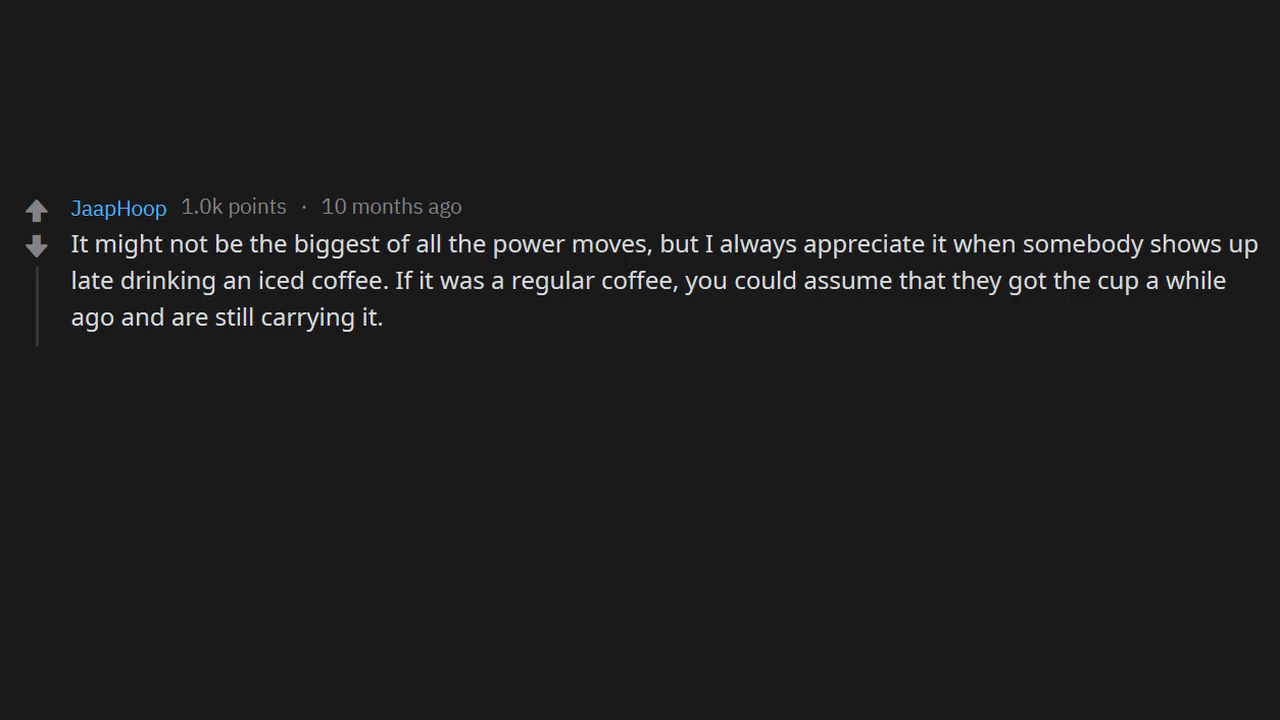 JaapHoop 1.0k points · 10 months ago
It might not be the biggest of all the power moves, but I always appreciate it when somebody shows up
late drinking an iced coffee. If it was a regular coffee, you could assume that they got the cup a while
ago and are still carrying it.